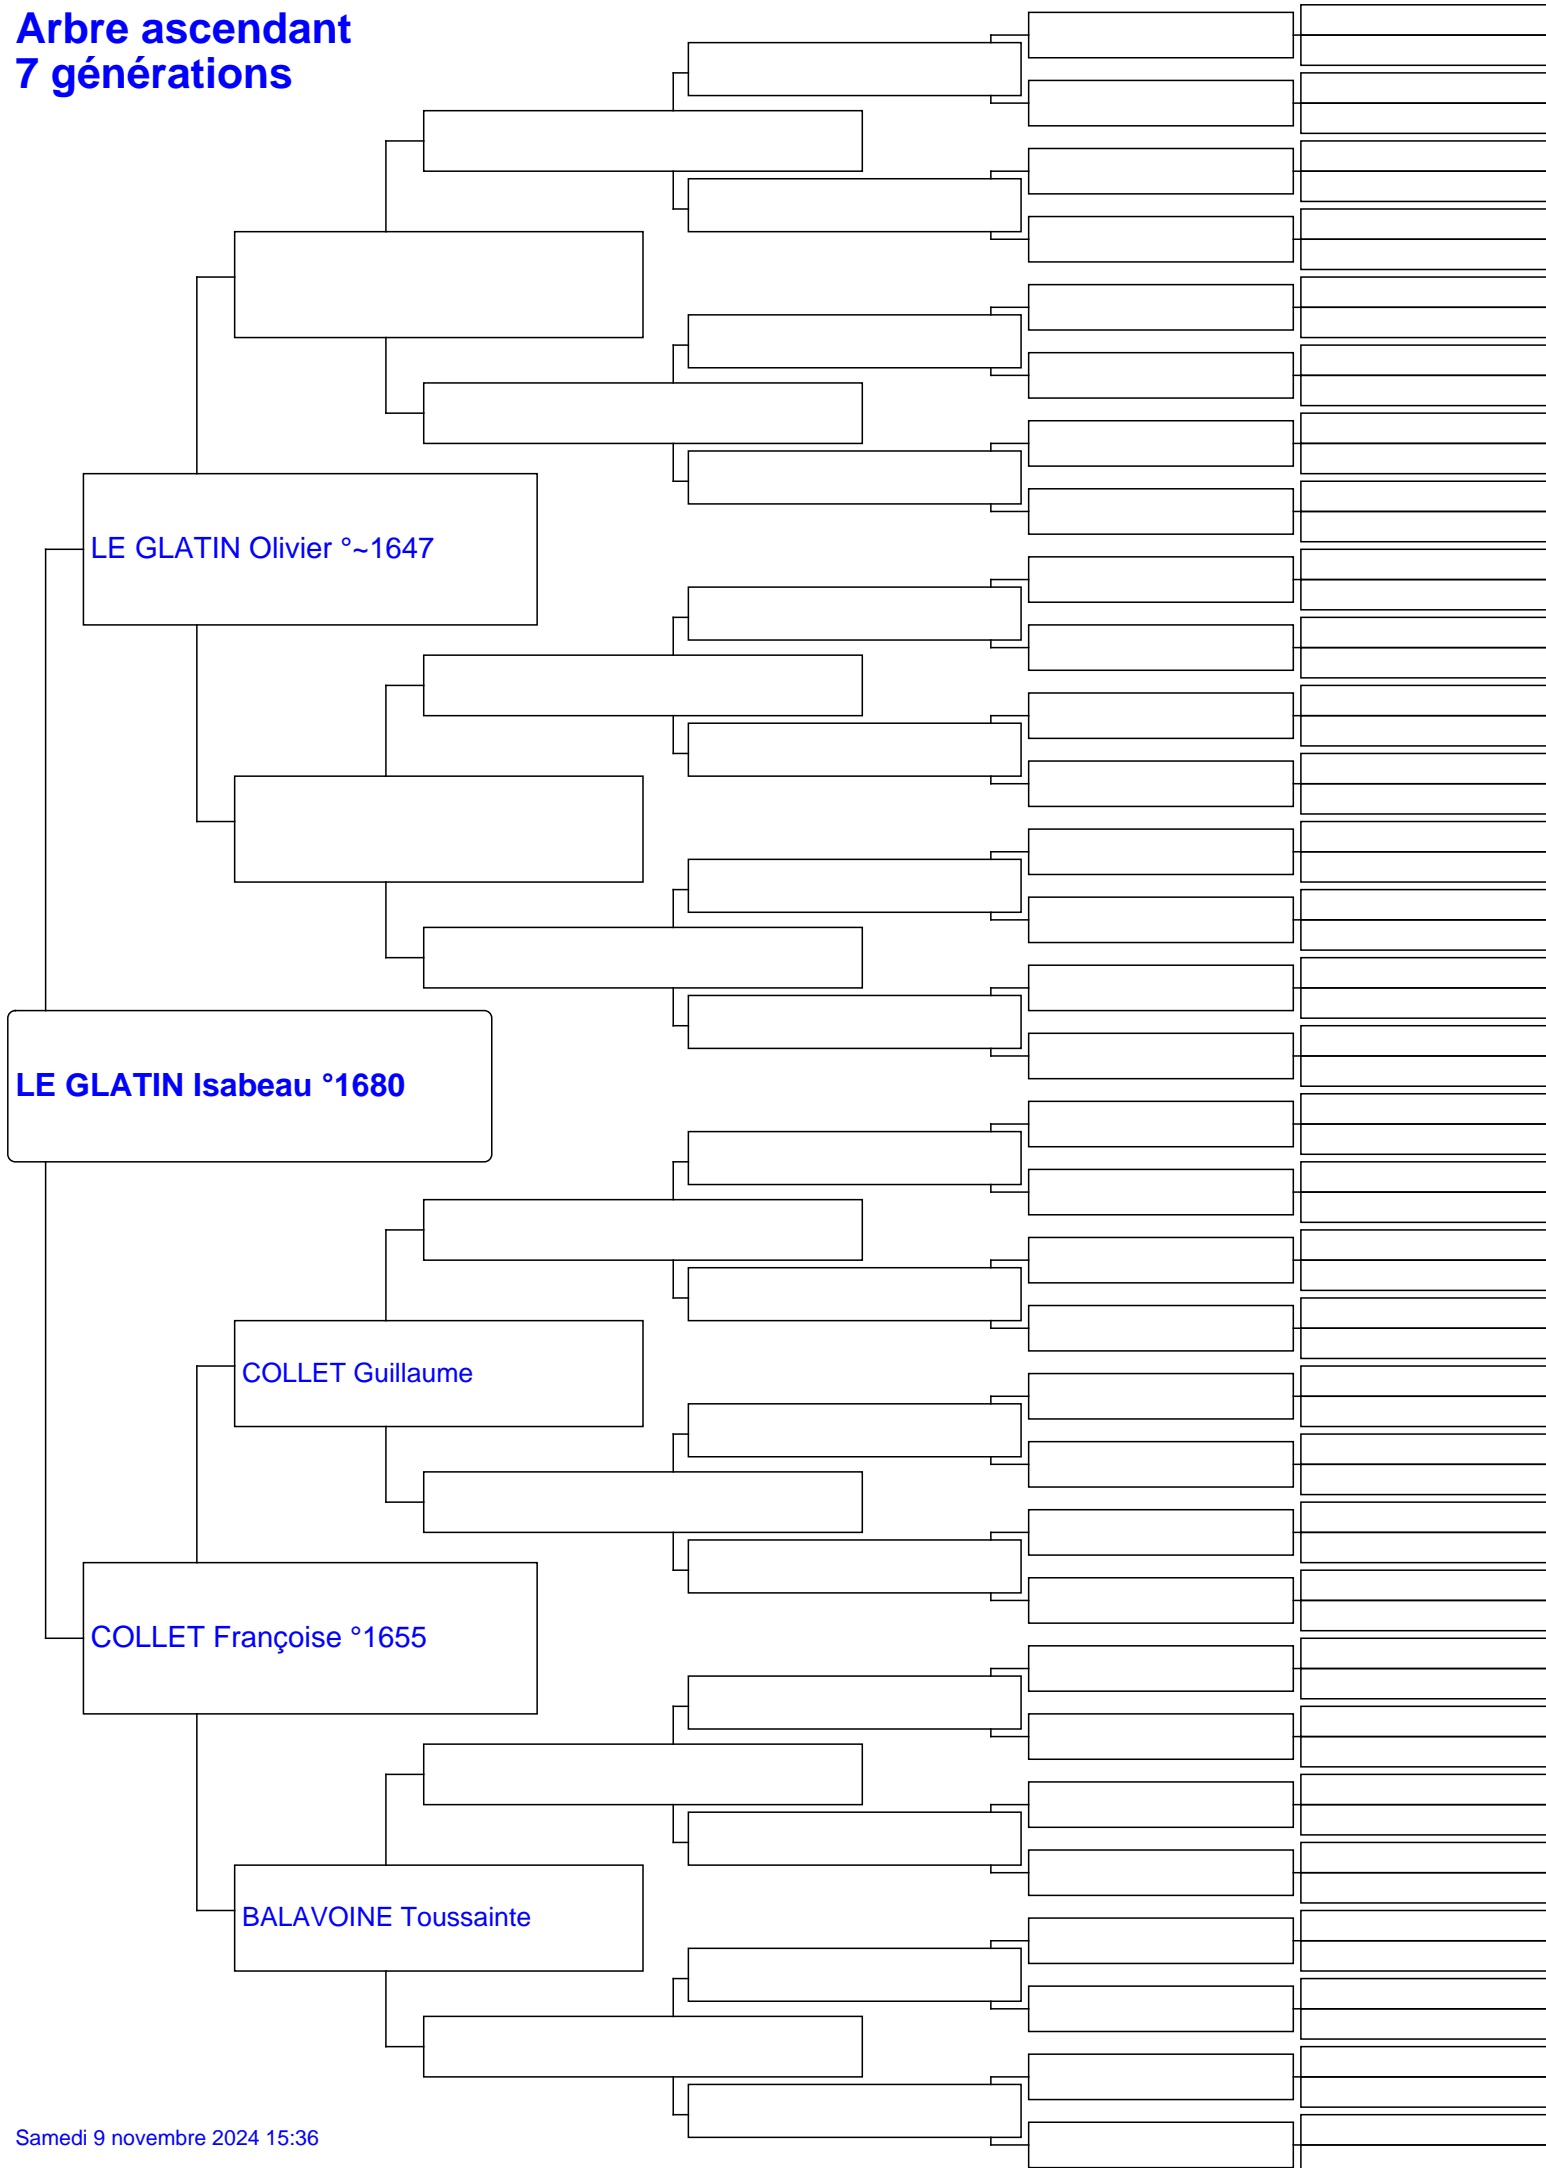 Arbre ascendant
7 générations
LE GLATIN Olivier °~1647
LE GLATIN Isabeau °1680
COLLET Guillaume
COLLET Françoise °1655
BALAVOINE Toussainte
Samedi 9 novembre 2024 15:36